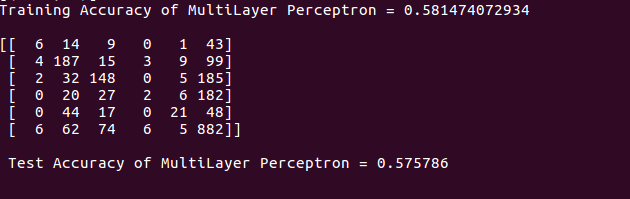 Training Accuracy of MultiLayer Perceptron = 0.581474072934
[[  6  14   9   0   1  43]
 [  4 187  15   3   9  99]
 [  2  32 148   0   5 185]
 [  0  20  27   2   6 182]
 [  0  44  17   0  21  48]
 [  6  62  74   6   5 882]]
Test Accuracy of MultiLayer Perceptron = 0.575786